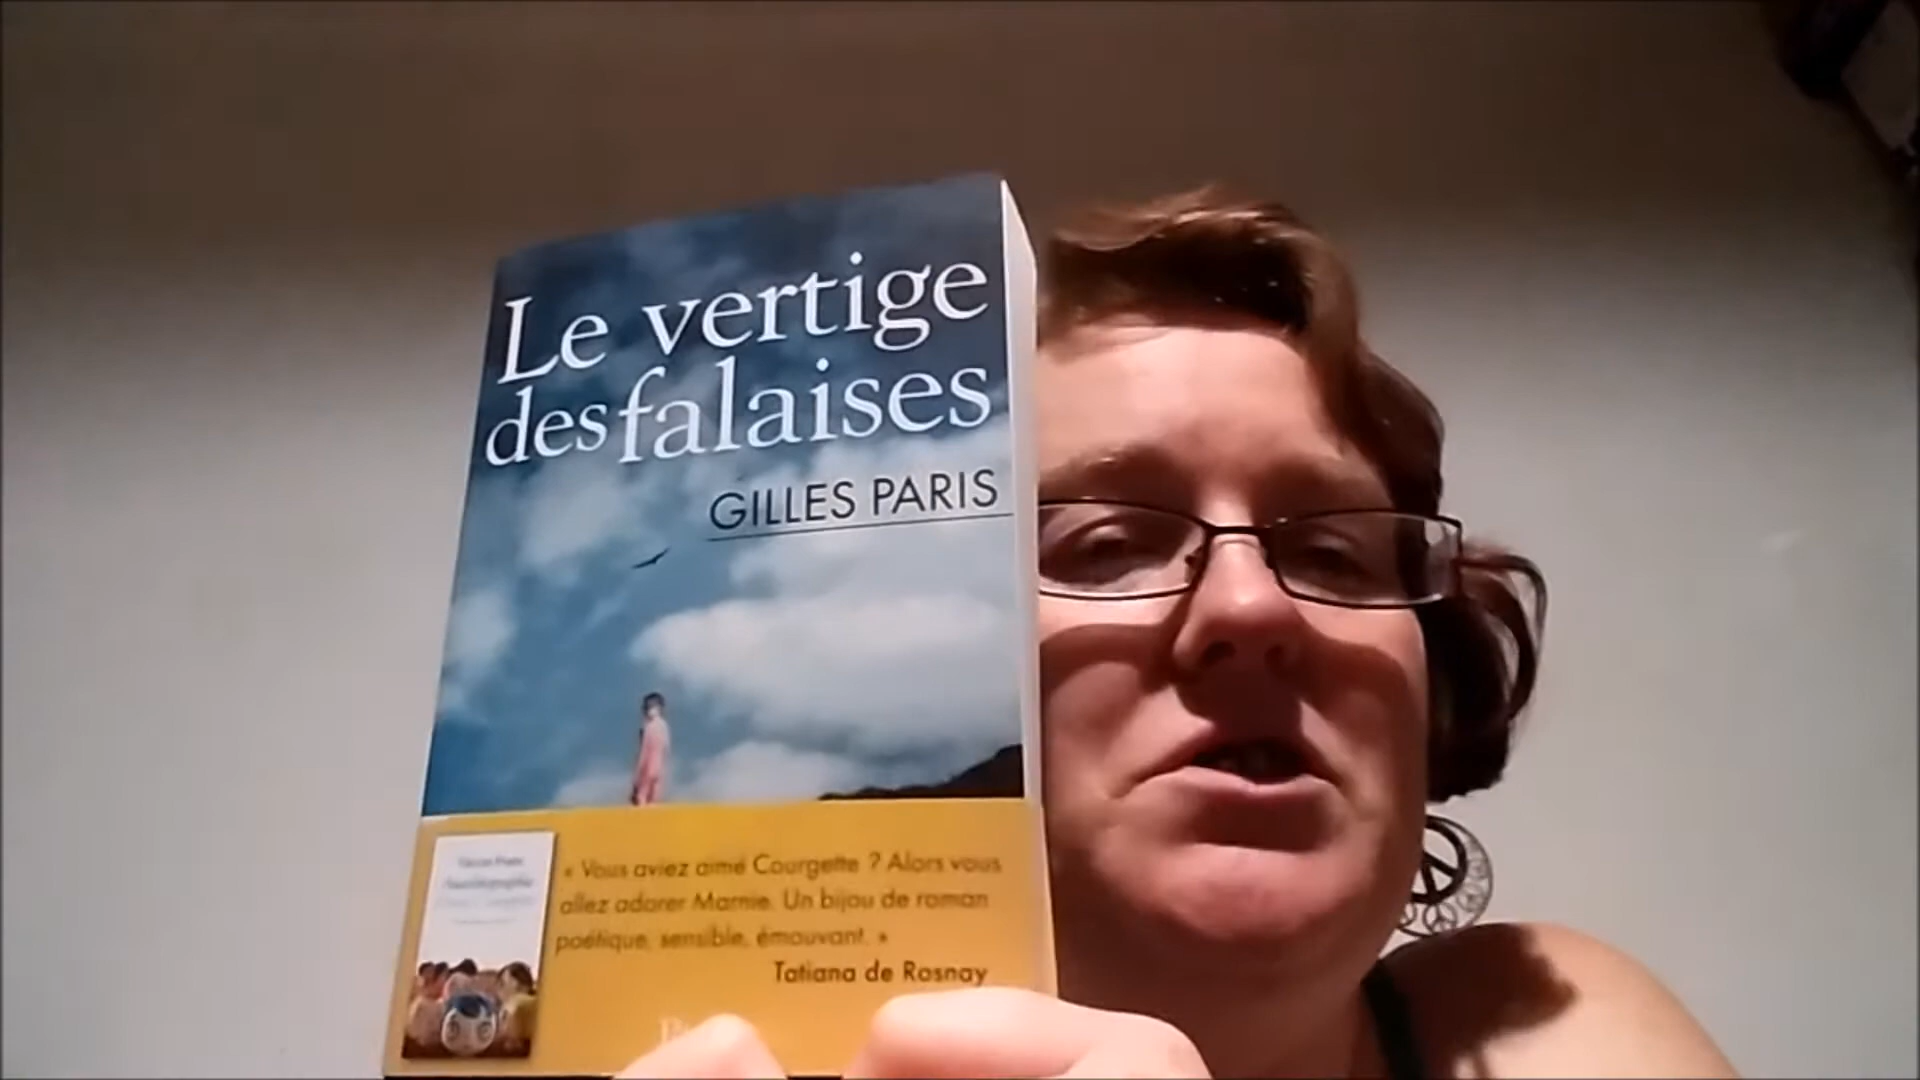 Le vertige
des falaises
GILLES PARIS
« Vous aviez aimé Courgette ? Alors vous
allez adorer Marnie. Un bijou de roman
poétique, sensible, émouvant. »
Tatiana de Rosnay